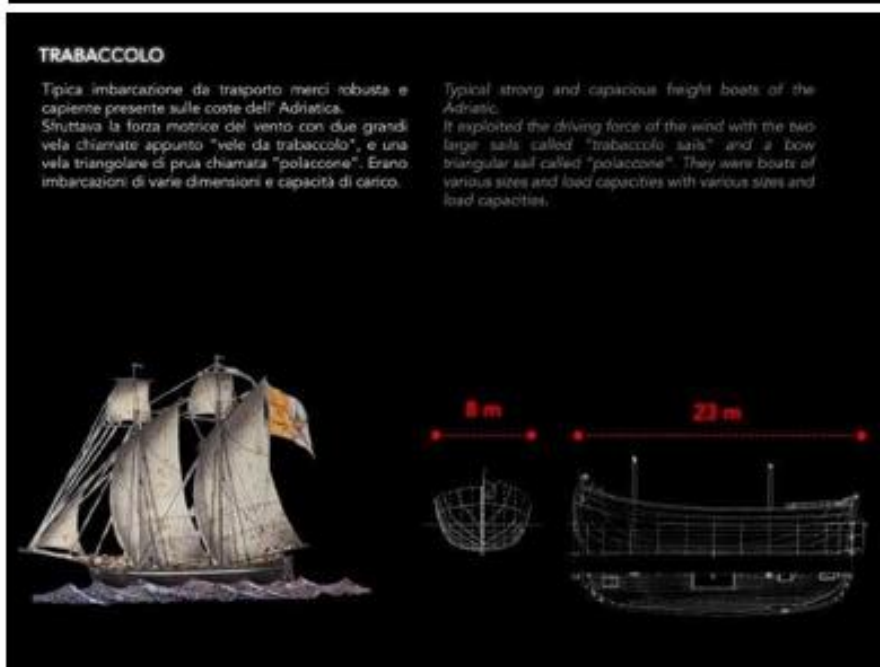 TRABACCOLO
Tipica imbarcazione da trasporto merci robusta e
capiente presente sulle coste dell' Adriatica.
Sfruttava la forza motrice del vento con due grandi
vela chiamate appunto "vele da trabaccolo", e una
vela triangolare di prua chiamata "polaccone". Erano
imbarcazioni di varie dimensioni e capacità di carico.
Typical strong and capacious freight boats of the
Adriatic.
It exploited the driving force of the wind with the two
large sails called "trabaccolo sails" and a bow
triangular sail called "polaccone". They were boats of
various sizes and load capacities with various sizes and
load capacities.
8 m
23 m